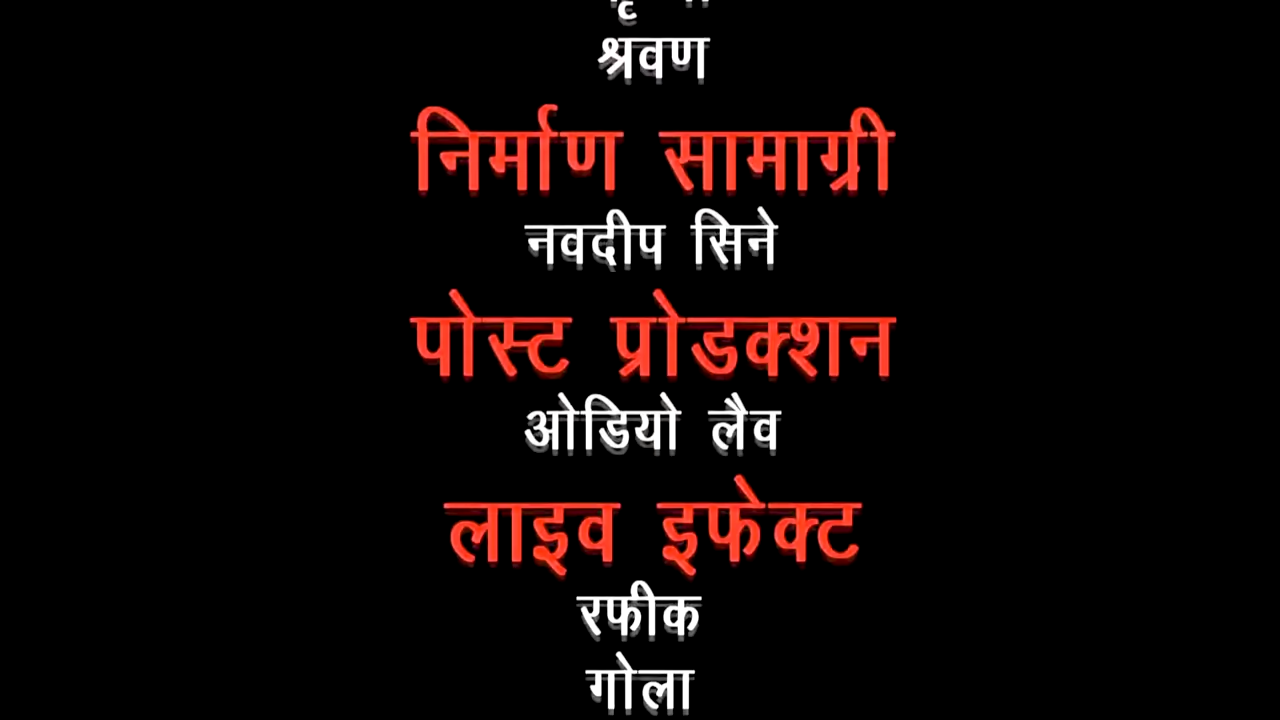 श्रवण
निर्माण सामाग्री
नवदीप सिने
पोस्ट प्रोडक्शन
ओडियो लैव
लाइव इफेक्ट
रफीक
गोला